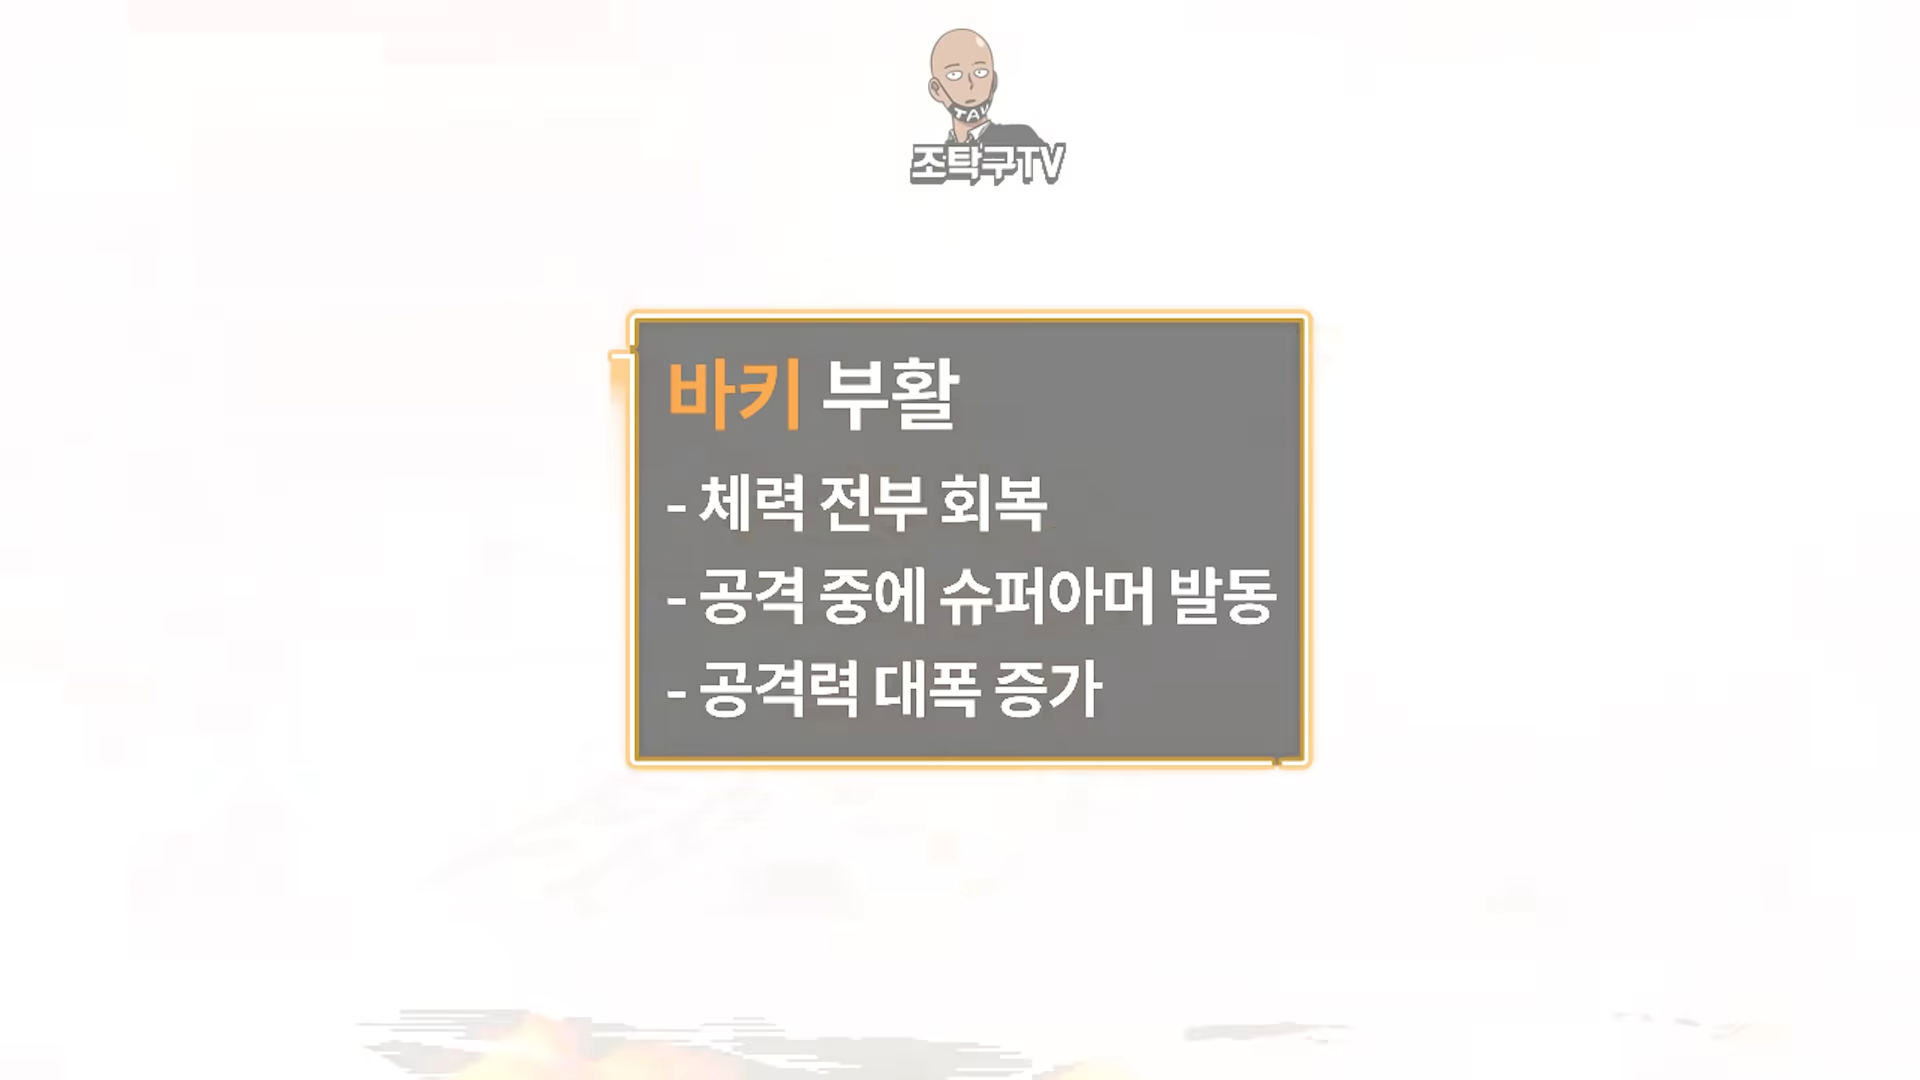 TAK
조탁구TV
바키 부활
- 체력 전부 회복
- 공격 중에 슈퍼아머 발동
- 공격력 대폭 증가